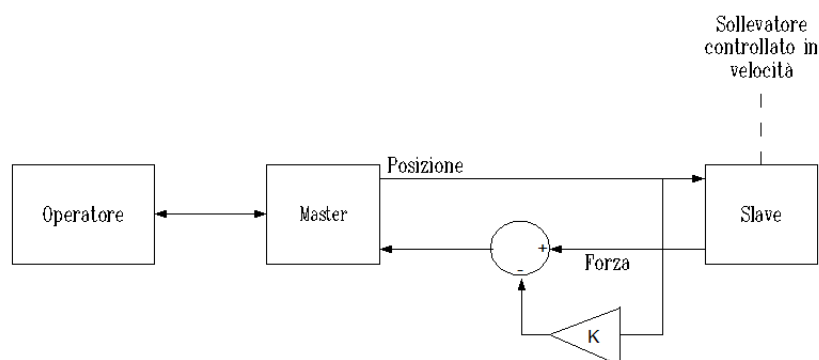 Sollevatore
controllato in
velocità
Posizione
Operatore
Master
Slave
+
Forza
-
K